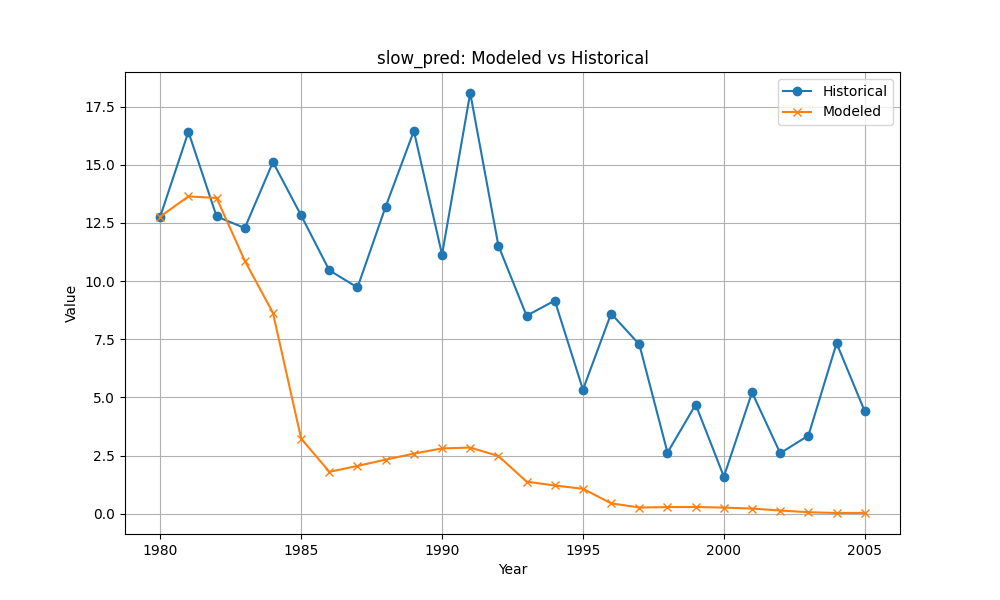 slow_pred: Modeled vs Historical
Historical
Modeled
Value
17.5
15.0
12.5
10.0
7.5
5.0
2.5
0.0
1980 1985 1990 1995 2000 2005
Year